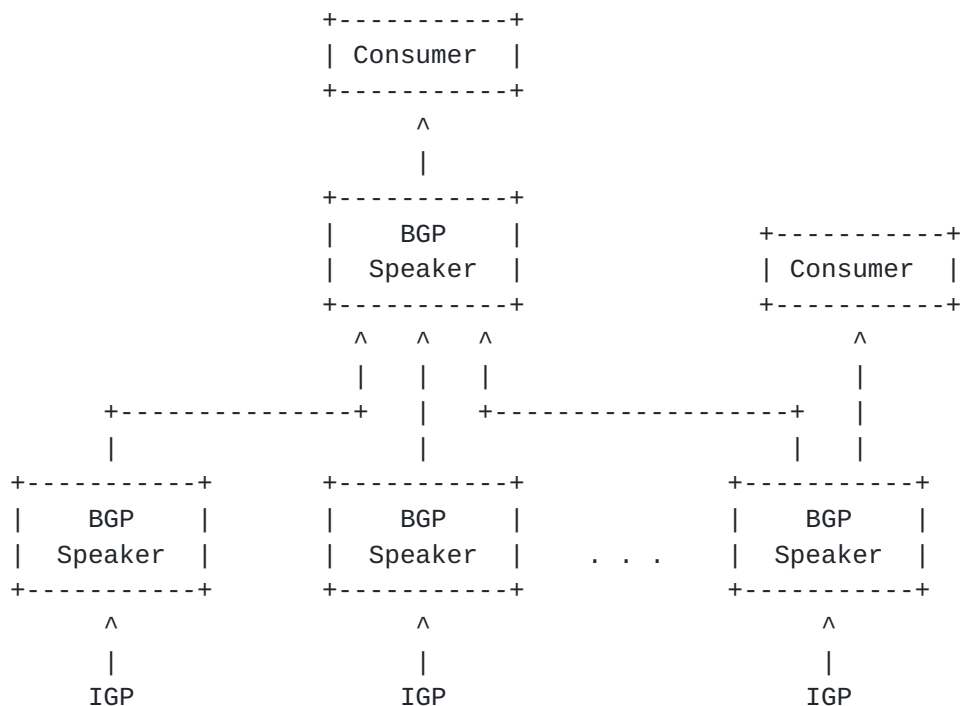 +-----------+
| Consumer  |
+-----------+
      ^
      |
+-----------+
|    BGP    |               +-----------+
|  Speaker  |               | Consumer  |
+-----------+               +-----------+
  ^   ^   ^                       ^
  |   |   |                       |
+---------------+   |   +-------------------+   |
|                   |                       |   |
+-----------+       +-----------+             +-----------+
|    BGP    |       |    BGP    |             |    BGP    |
|  Speaker  |       |  Speaker  |    . . .    |  Speaker  |
+-----------+       +-----------+             +-----------+
      ^                   ^                         ^
      |                   |                         |
     IGP                 IGP                       IGP